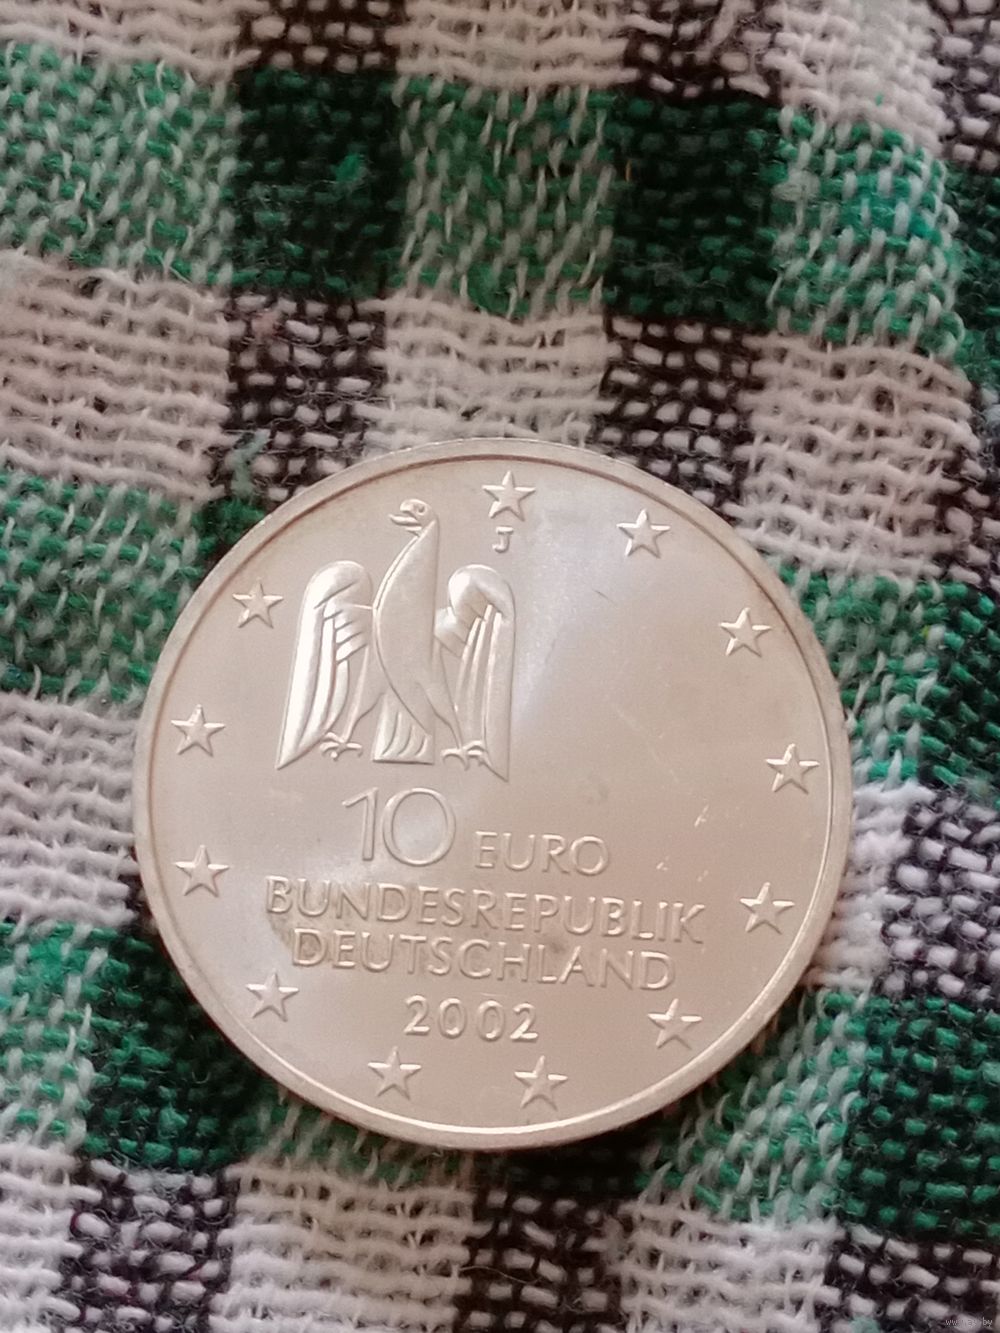 J
10 EURO
BUNDESREPUBLIK
DEUTSCHLAND
2002